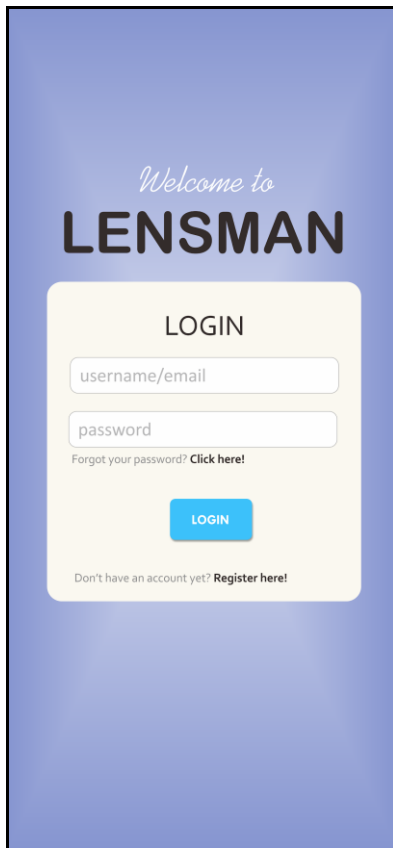 Welcome to
LENSMAN
LOGIN
username/email
password
Forgot your password? Click here!
LOGIN
Don't have an account yet? Register here!